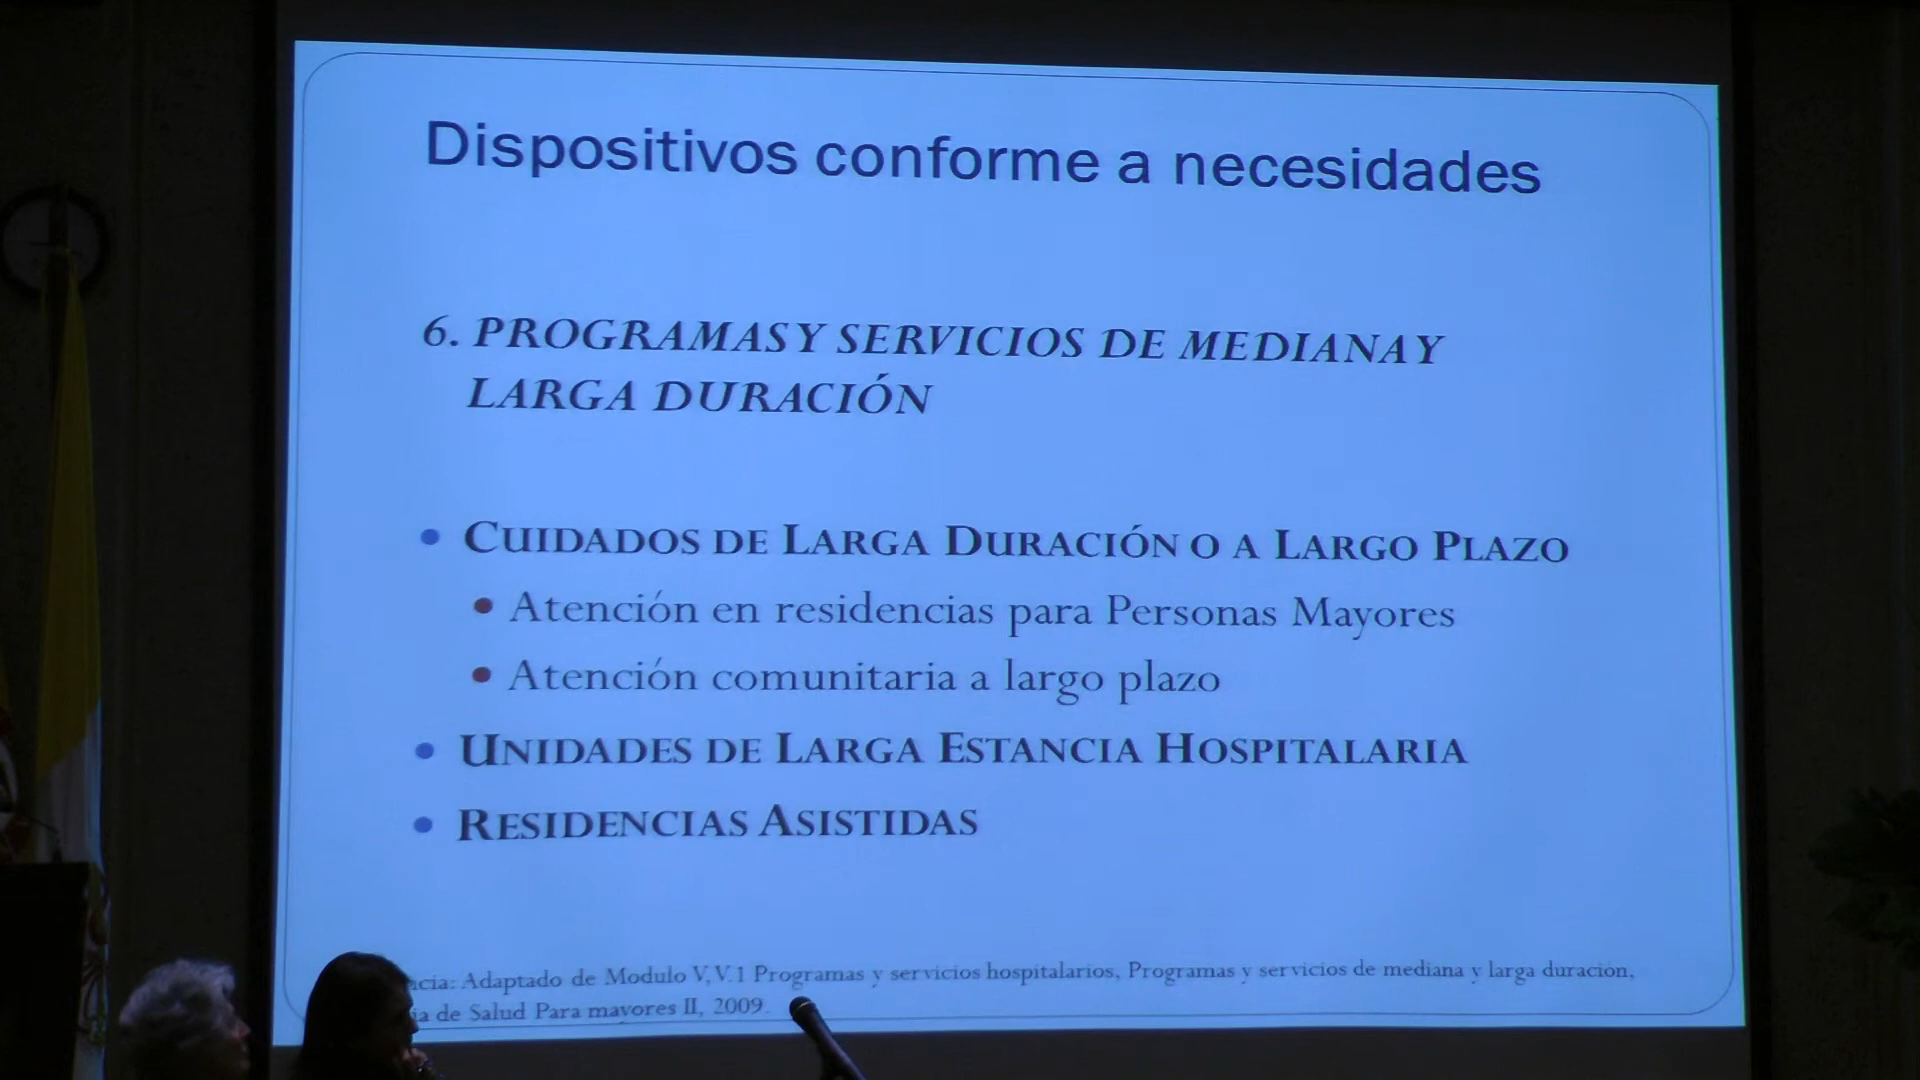 Dispositivos conforme a necesidades
6. PROGRAMAS Y SERVICIOS DE MEDIANA Y
LARGA DURACIÓN
• CUIDADOS DE LARGA DURACIÓN O A LARGO PLAZO
• Atención en residencias para Personas Mayores
• Atención comunitaria a largo plazo
• UNIDADES DE LARGA ESTANCIA HOSPITALARIA
• RESIDENCIAS ASISTIDAS
Adaptado de Modulo V, V.1 Programas y servicios hospitalarios, Programas y servicios de mediana y larga duración,
de Salud Para mayores II, 2009.